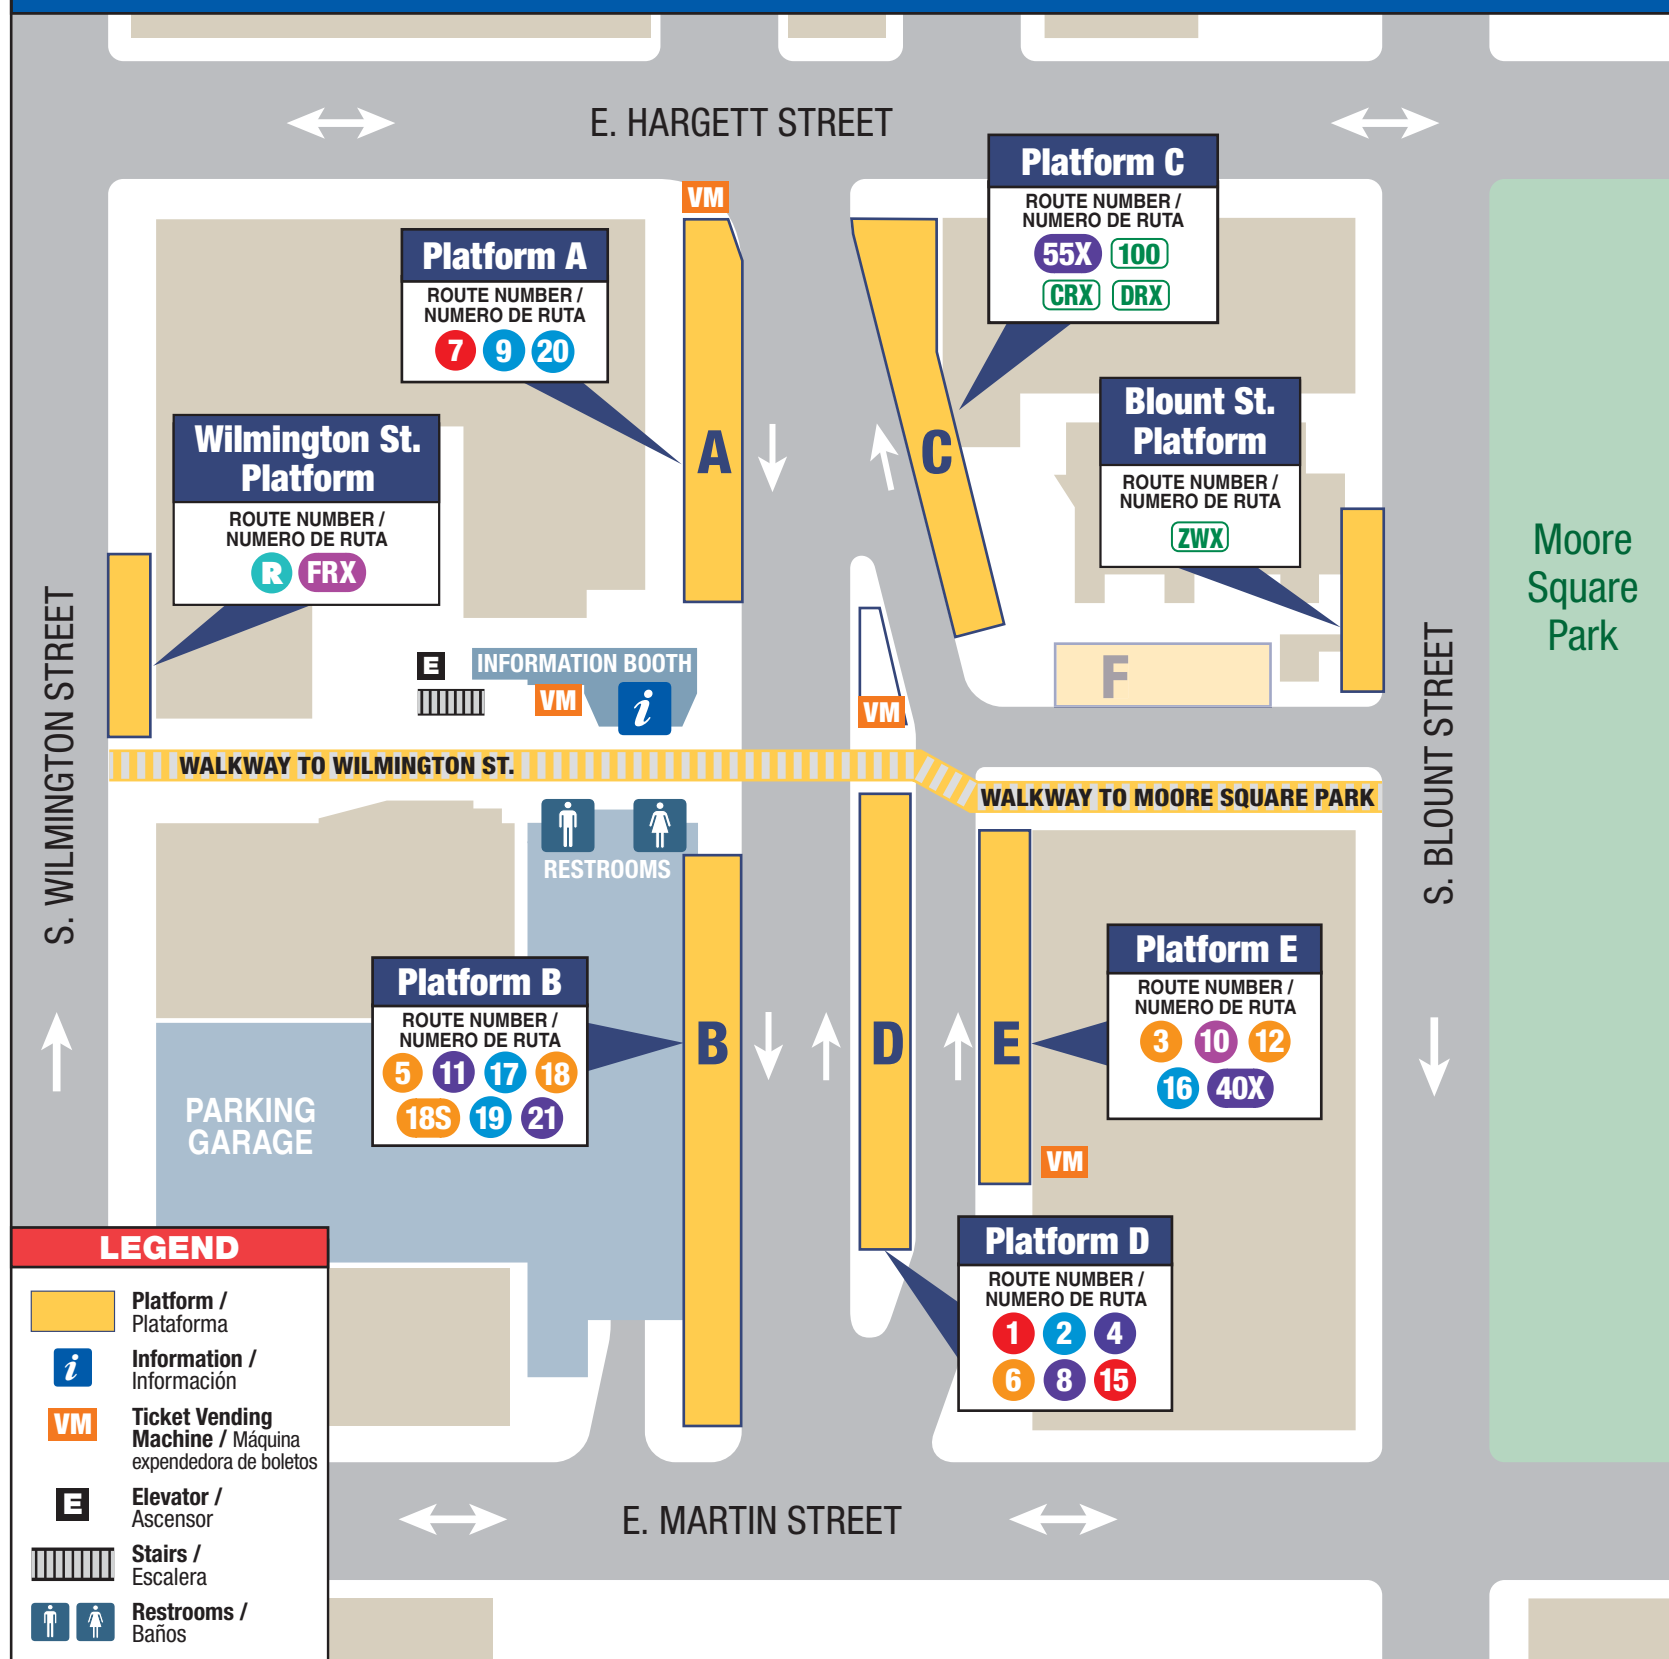 E. HARGETT STREET
VM
Platform C
ROUTE NUMBER /
NUMERO DE RUTA
55X 100
CRX DRX
Platform A
ROUTE NUMBER /
NUMERO DE RUTA
7 9 20
A
C
Blount St.
Platform
ROUTE NUMBER /
NUMERO DE RUTA
ZWX
Wilmington St.
Platform
ROUTE NUMBER /
NUMERO DE RUTA
R FRX
Moore
Square
Park
S. WILMINGTON STREET
S. BLOUNT STREET
E
INFORMATION BOOTH
VM
i
VM
F
WALKWAY TO WILMINGTON ST.
WALKWAY TO MOORE SQUARE PARK
RESTROOMS
Platform B
ROUTE NUMBER /
NUMERO DE RUTA
5 11 17 18
18S 19 21
B
D
E
Platform E
ROUTE NUMBER /
NUMERO DE RUTA
3 10 12
16 40X
PARKING
GARAGE
VM
Platform D
ROUTE NUMBER /
NUMERO DE RUTA
1 2 4
6 8 15
LEGEND
Platform /
Plataforma
i
Information /
Información
VM
Ticket Vending
Machine / Máquina
expendedora de boletos
E
Elevator /
Ascensor
Stairs /
Escalera
Restrooms /
Baños
E. MARTIN STREET